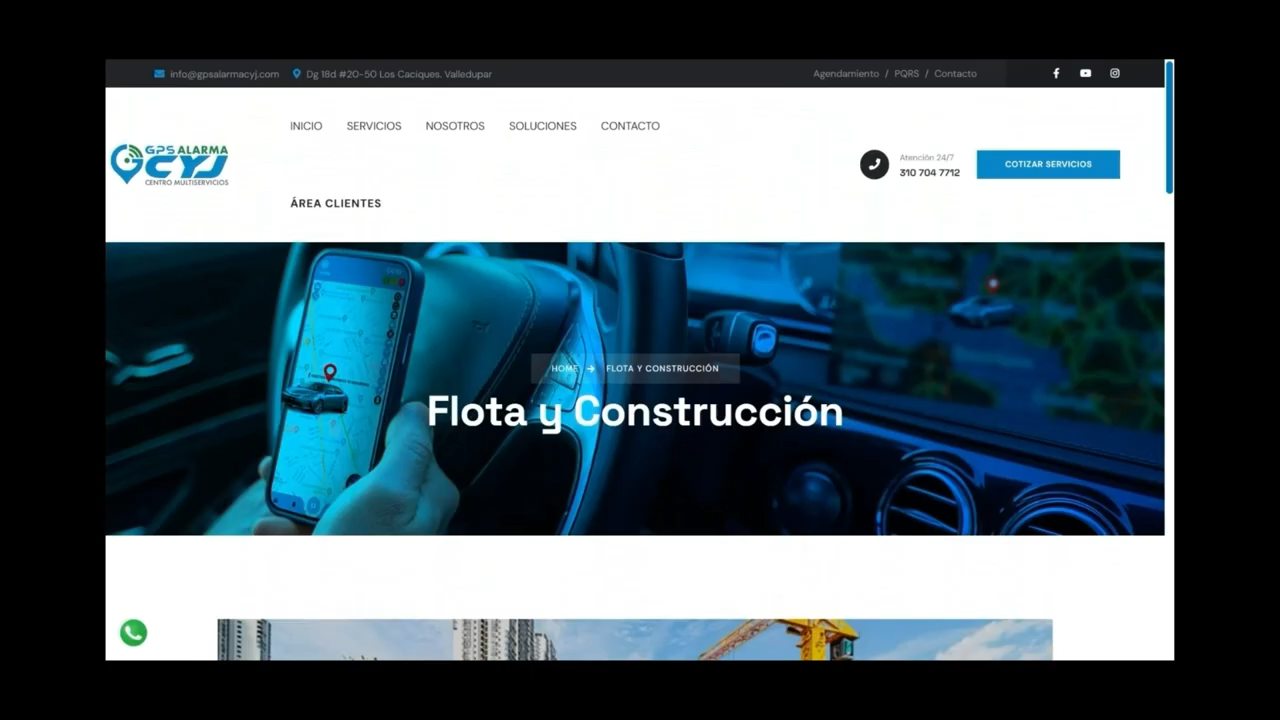 info@gpsalarmacyj.com Dg 18d #20-50 Los Caciques. Valledupar Agendamiento / PQRS / Contacto
INICIO SERVICIOS NOSOTROS SOLUCIONES CONTACTO
GPS ALARMA
CYJ
CENTRO MULTISERVICIOS
Atención 24/7
310 704 7712
COTIZAR SERVICIOS
ÁREA CLIENTES
HOME → FLOTA Y CONSTRUCCIÓN
Flota y Construcción